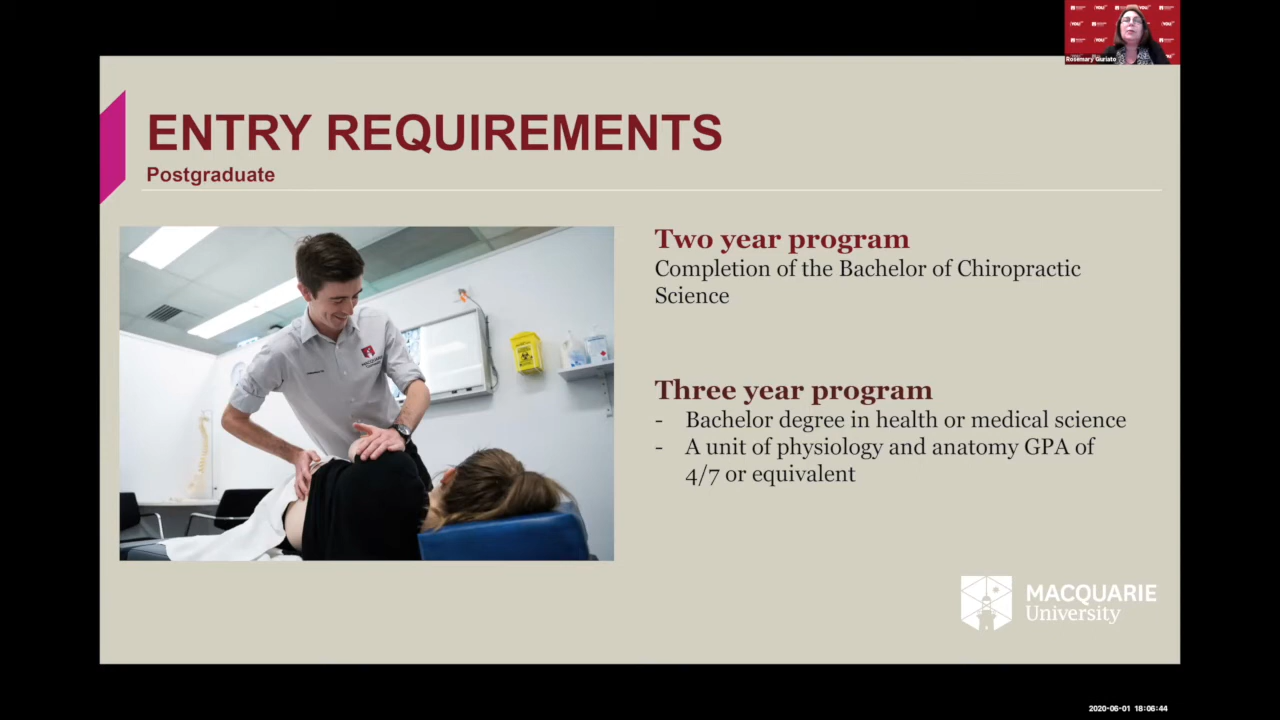 Rosemary Giuriato
ENTRY REQUIREMENTS
Postgraduate
Two year program
Completion of the Bachelor of Chiropractic
Science
Three year program
- Bachelor degree in health or medical science
- A unit of physiology and anatomy GPA of
4/7 or equivalent
MACQUARIE
MACQUARIE
University
2020-06-01 18:06:44